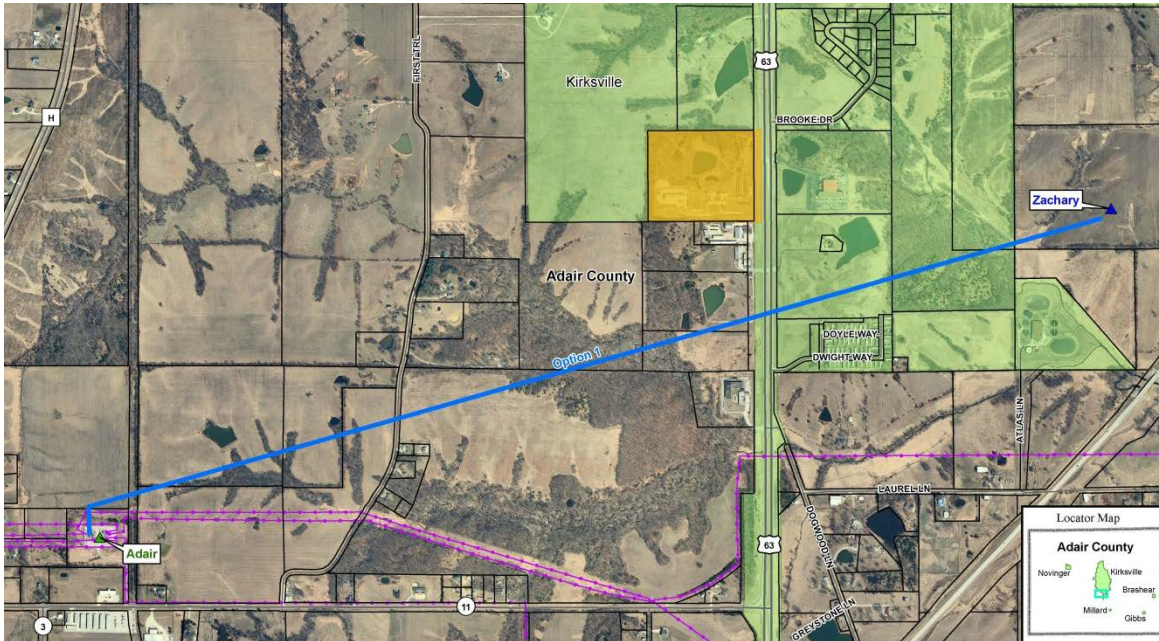 FIRST TRL
Kirksville
63
H
BROOKE DR
Zachary
Adair County
DOYLE WAY
Option 1
DWIGHT WAY
ATLAS LN
LAUREL LN
DOGWOOD LN
Adair
63
11
3
GREYSTONE LN
Locator Map
Adair County
Novinger
Kirksville
Brashear
Millard
Gibbs